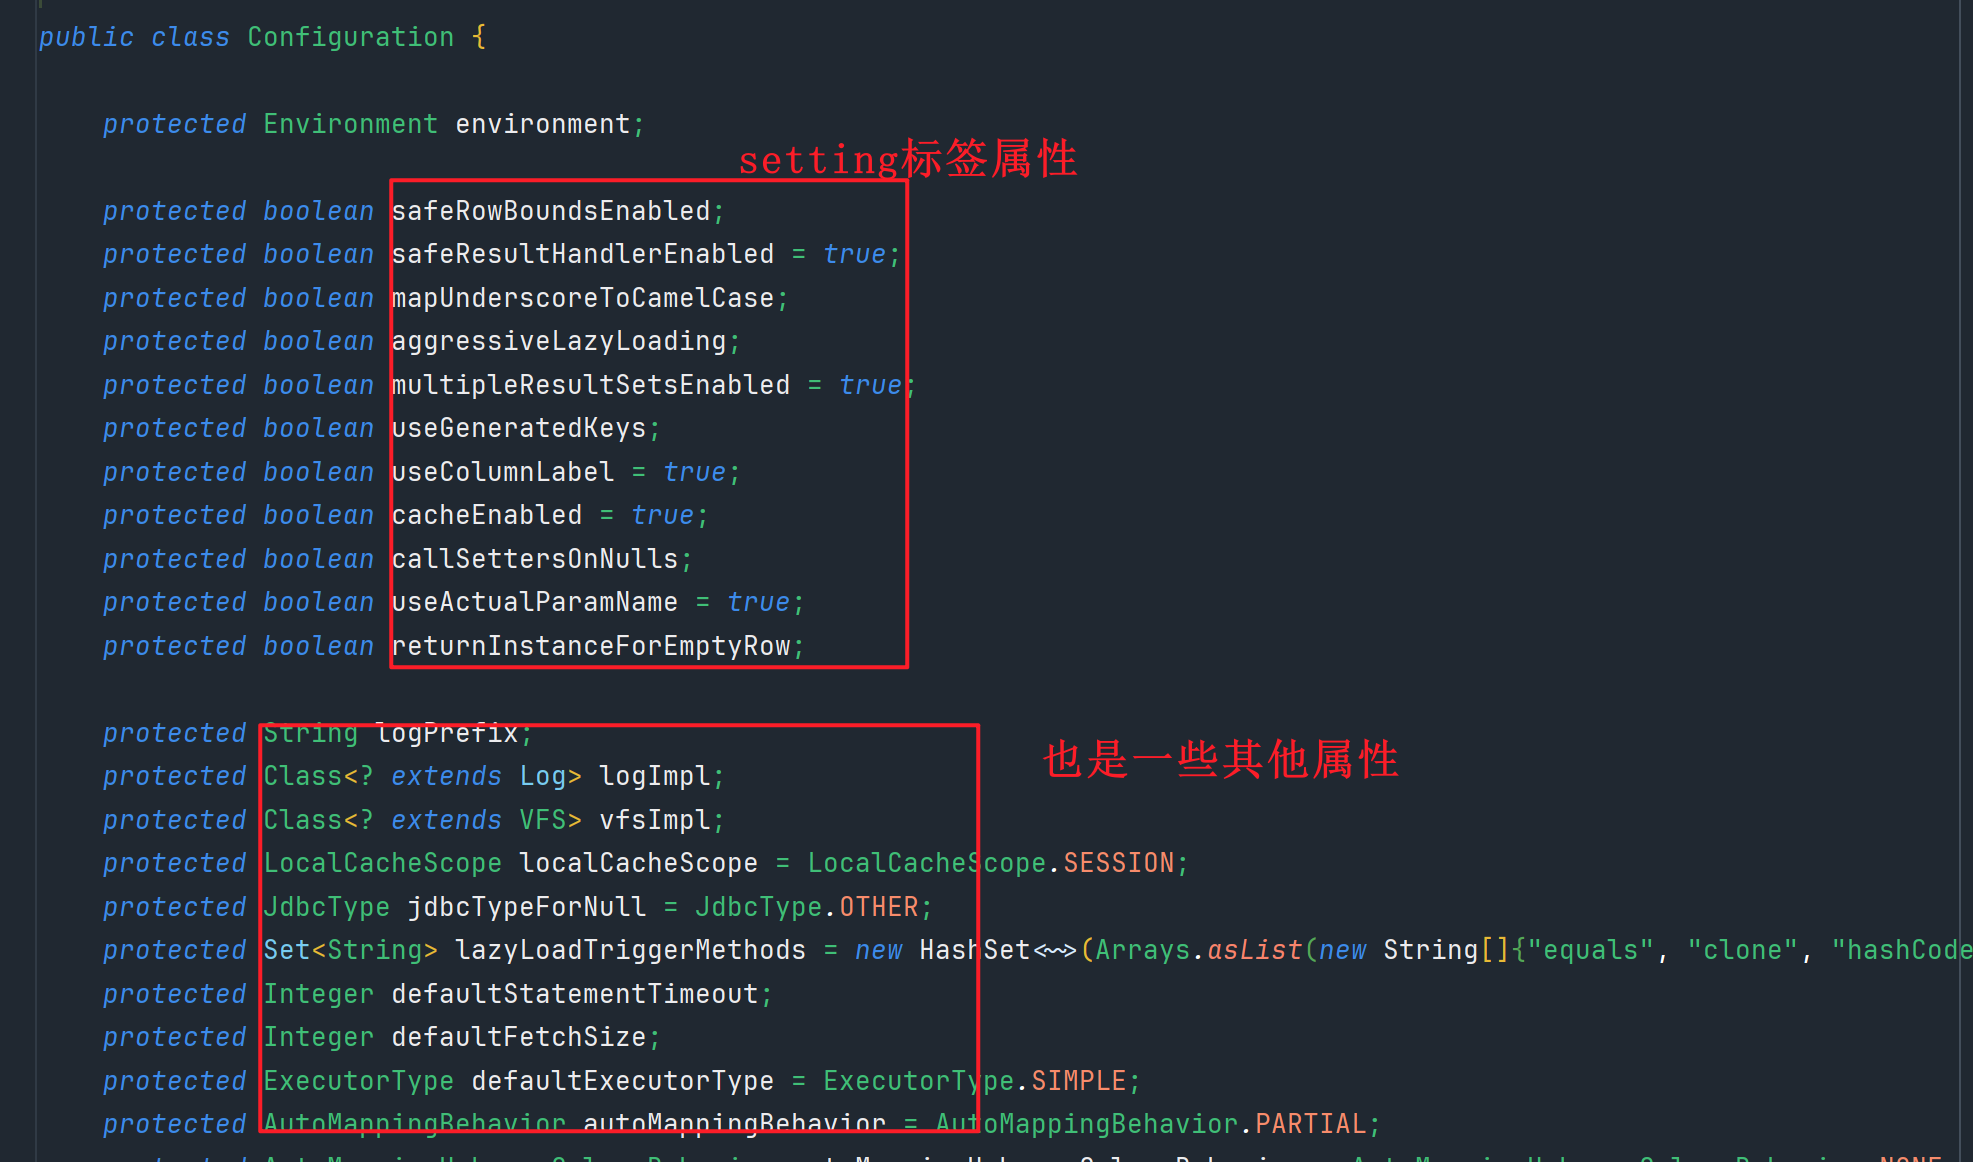 public class Configuration {
protected Environment environment;
setting标签属性
protected boolean safeRowBoundsEnabled;
protected boolean safeResultHandlerEnabled = true;
protected boolean mapUnderscoreToCamelCase;
protected boolean aggressiveLazyLoading;
protected boolean multipleResultSetsEnabled = true;
protected boolean useGeneratedKeys;
protected boolean useColumnLabel = true;
protected boolean cacheEnabled = true;
protected boolean callSettersOnNulls;
protected boolean useActualParamName = true;
protected boolean returnInstanceForEmptyRow;
protected String logPrefix;
也是一些其他属性
protected Class<? extends Log> logImpl;
protected Class<? extends VFS> vfsImpl;
protected LocalCacheScope localCacheScope = LocalCacheScope.SESSION;
protected JdbcType jdbcTypeForNull = JdbcType.OTHER;
protected Set<String> lazyLoadTriggerMethods = new HashSet<~>(Arrays.asList(new String[]{"equals", "clone", "hashCode
protected Integer defaultStatementTimeout;
protected Integer defaultFetchSize;
protected ExecutorType defaultExecutorType = ExecutorType.SIMPLE;
protected AutoMappingBehavior autoMappingBehavior = AutoMappingBehavior.PARTIAL;